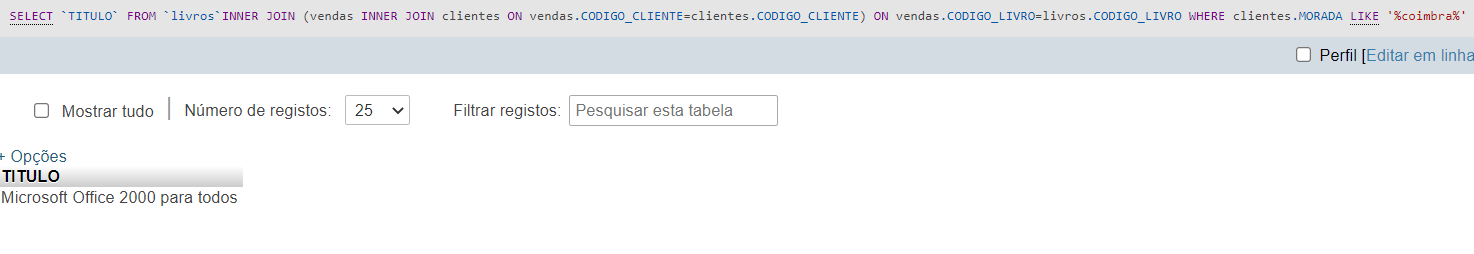 SELECT `TITULO` FROM `livros`INNER JOIN (vendas INNER JOIN clientes ON vendas.CODIGO_CLIENTE=clientes.CODIGO_CLIENTE) ON vendas.CODIGO_LIVRO=livros.CODIGO_LIVRO WHERE clientes.MORADA LIKE '%coimbra%'
Perfil [Editar em linha
Mostrar tudo | Número de registos: 25 Filtrar registos: Pesquisar esta tabela
+ Opções
TITULO
Microsoft Office 2000 para todos